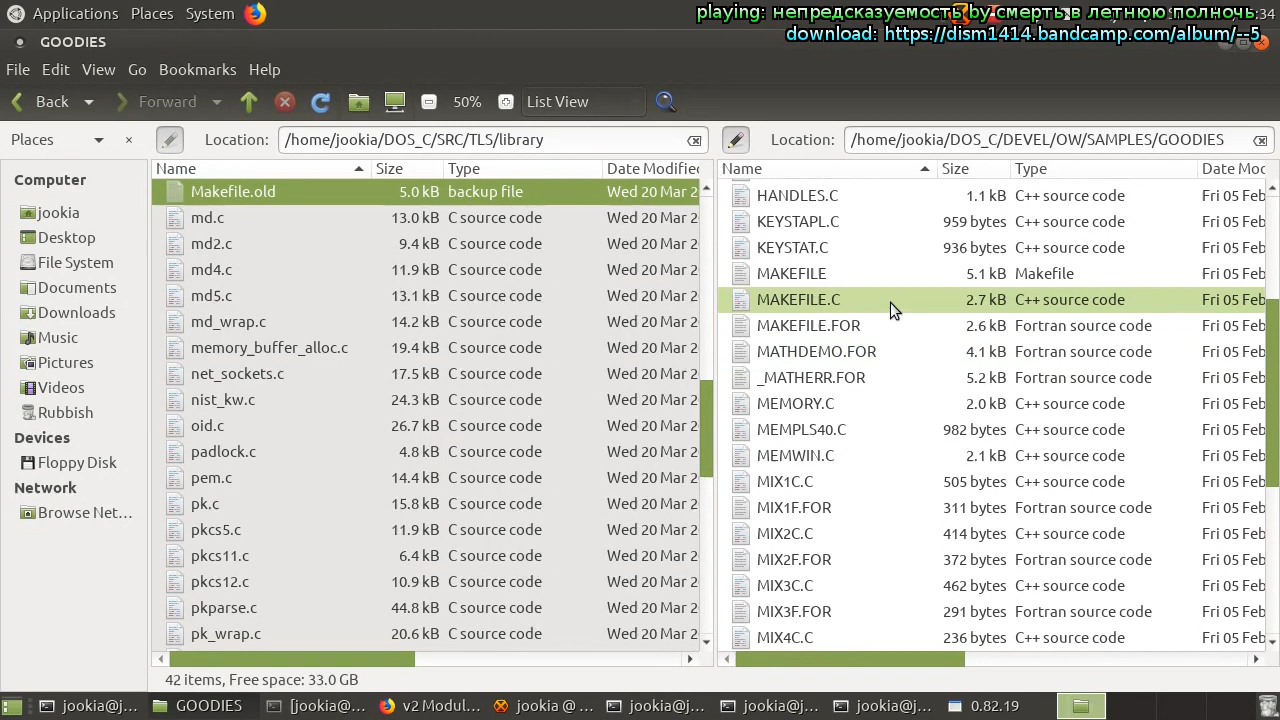 Applications Places System
:34
playing: непредсказуемость by смерть в летнюю полночь
download: https://dism1414.bandcamp.com/album/--5
GOODIES
File Edit View Go Bookmarks Help
Back Forward 50% List View
Places
Location: /home/jookia/DOS_C/SRC/TLS/library
Location: /home/jookia/DOS_C/DEVEL/OW/SAMPLES/GOODIES
Computer
jookia
Desktop
File System
Documents
Downloads
Music
Pictures
Videos
Rubbish
Devices
Floppy Disk
Network
Browse Net...
Name Size Type Date Modified
Makefile.old 5.0 kB backup file Wed 20 Mar 2
md.c 13.0 kB C source code Wed 20 Mar 2
md2.c 9.4 kB C source code Wed 20 Mar 2
md4.c 11.9 kB C source code Wed 20 Mar 2
md5.c 13.1 kB C source code Wed 20 Mar 2
md_wrap.c 14.2 kB C source code Wed 20 Mar 2
memory_buffer_alloc.c 19.4 kB C source code Wed 20 Mar 2
net_sockets.c 17.5 kB C source code Wed 20 Mar 2
nist_kw.c 24.3 kB C source code Wed 20 Mar 2
oid.c 26.7 kB C source code Wed 20 Mar 2
padlock.c 4.8 kB C source code Wed 20 Mar 2
pem.c 14.4 kB C source code Wed 20 Mar 2
pk.c 15.8 kB C source code Wed 20 Mar 2
pkcs5.c 11.9 kB C source code Wed 20 Mar 2
pkcs11.c 6.4 kB C source code Wed 20 Mar 2
pkcs12.c 10.9 kB C source code Wed 20 Mar 2
pkparse.c 44.8 kB C source code Wed 20 Mar 2
pk_wrap.c 20.6 kB C source code Wed 20 Mar 2
Name Size Type Date Mod
HANDLES.C 1.1 kB C++ source code Fri 05 Feb
KEYSTAPL.C 959 bytes C++ source code Fri 05 Feb
KEYSTAT.C 936 bytes C++ source code Fri 05 Feb
MAKEFILE 5.1 kB Makefile Fri 05 Feb
MAKEFILE.C 2.7 kB C++ source code Fri 05 Feb
MAKEFILE.FOR 2.6 kB Fortran source code Fri 05 Feb
MATHDEMO.FOR 4.1 kB Fortran source code Fri 05 Feb
_MATHERR.FOR 5.2 kB Fortran source code Fri 05 Feb
MEMORY.C 2.0 kB C++ source code Fri 05 Feb
MEMPLS40.C 982 bytes C++ source code Fri 05 Feb
MEMWIN.C 2.1 kB C++ source code Fri 05 Feb
MIX1C.C 505 bytes C++ source code Fri 05 Feb
MIX1F.FOR 311 bytes Fortran source code Fri 05 Feb
MIX2C.C 414 bytes C++ source code Fri 05 Feb
MIX2F.FOR 372 bytes Fortran source code Fri 05 Feb
MIX3C.C 462 bytes C++ source code Fri 05 Feb
MIX3F.FOR 291 bytes Fortran source code Fri 05 Feb
MIX4C.C 236 bytes C++ source code Fri 05 Feb
42 items, Free space: 33.0 GB
jookia@j... GOODIES [jookia@... v2 Modul... jookia @ ... jookia@j... jookia@j... jookia@j... 0.82.19